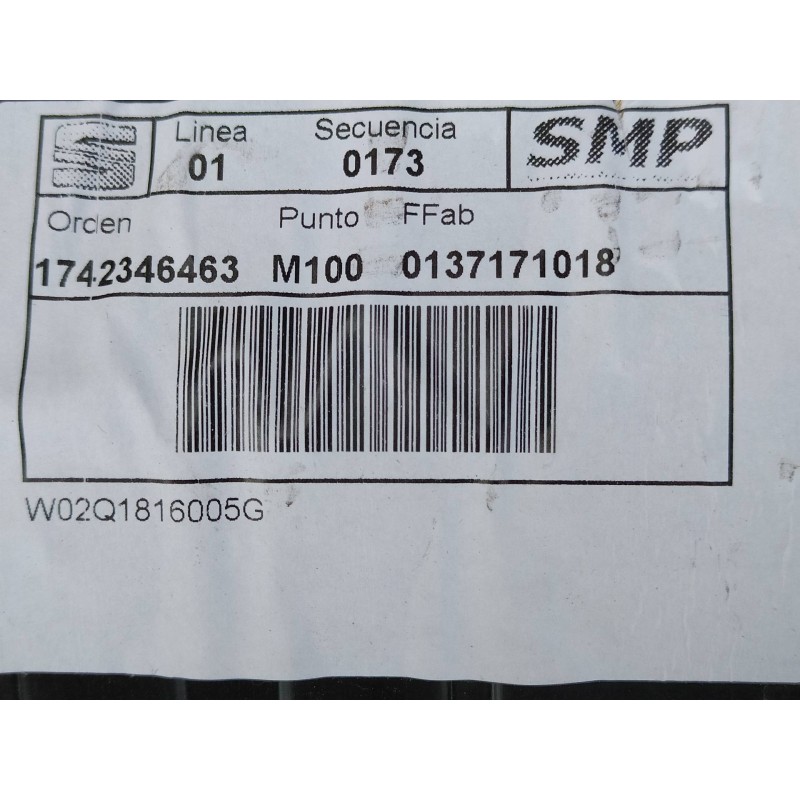 Linea Secuencia SMP
01 0173
Orden Punto FFab
1742346463 M100 0137171018
W02Q1816005G